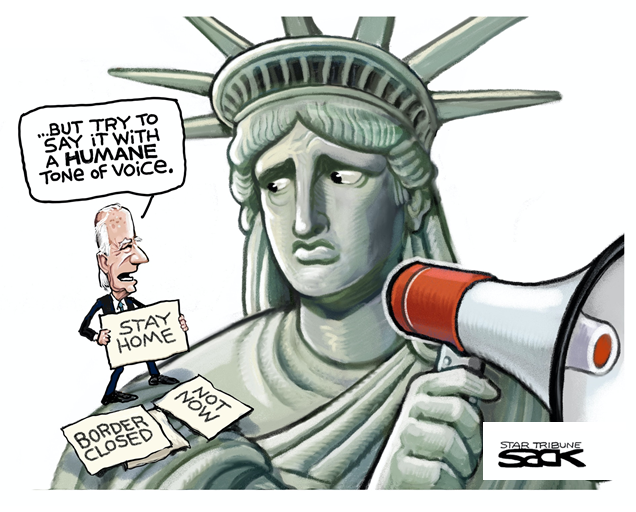 ...BUT TRY TO
SAY iT WiTH
A HUMANE
TONE oF VoiCe.
STAY
HOME
NOT
NOW
BORDER
CLOSED
STAR TRIBUNE
SACK